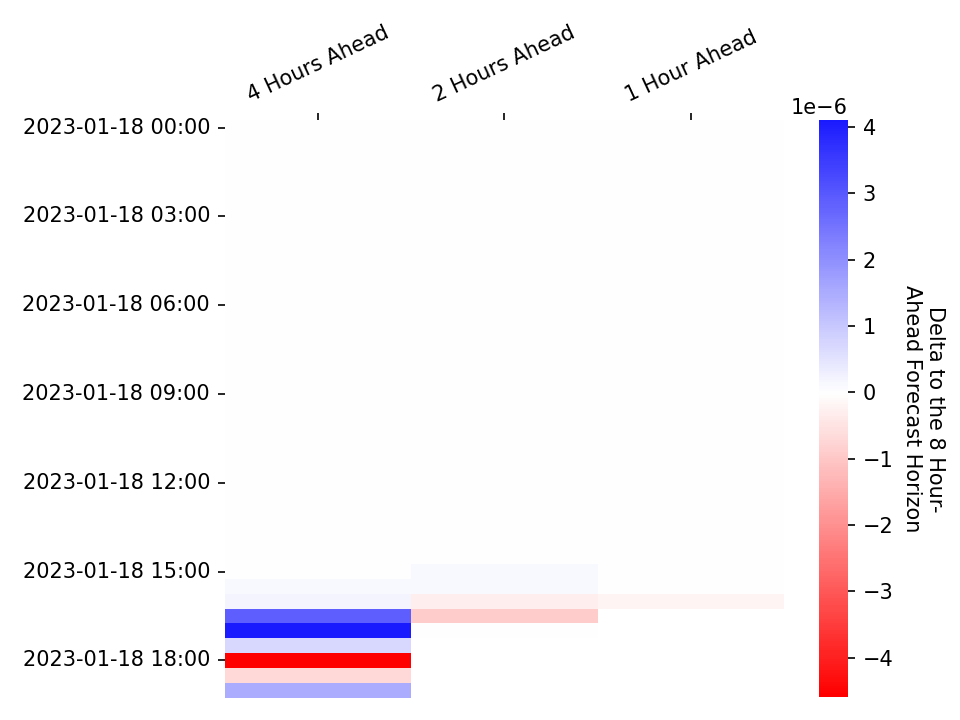 4 Hours Ahead
2 Hours Ahead
1 Hour Ahead
2023-01-18 00:00
2023-01-18 03:00
2023-01-18 06:00
2023-01-18 09:00
2023-01-18 12:00
2023-01-18 15:00
2023-01-18 18:00
1e−6
4
3
2
1
0
−1
−2
−3
−4
Delta to the 8 Hour-
Ahead Forecast Horizon